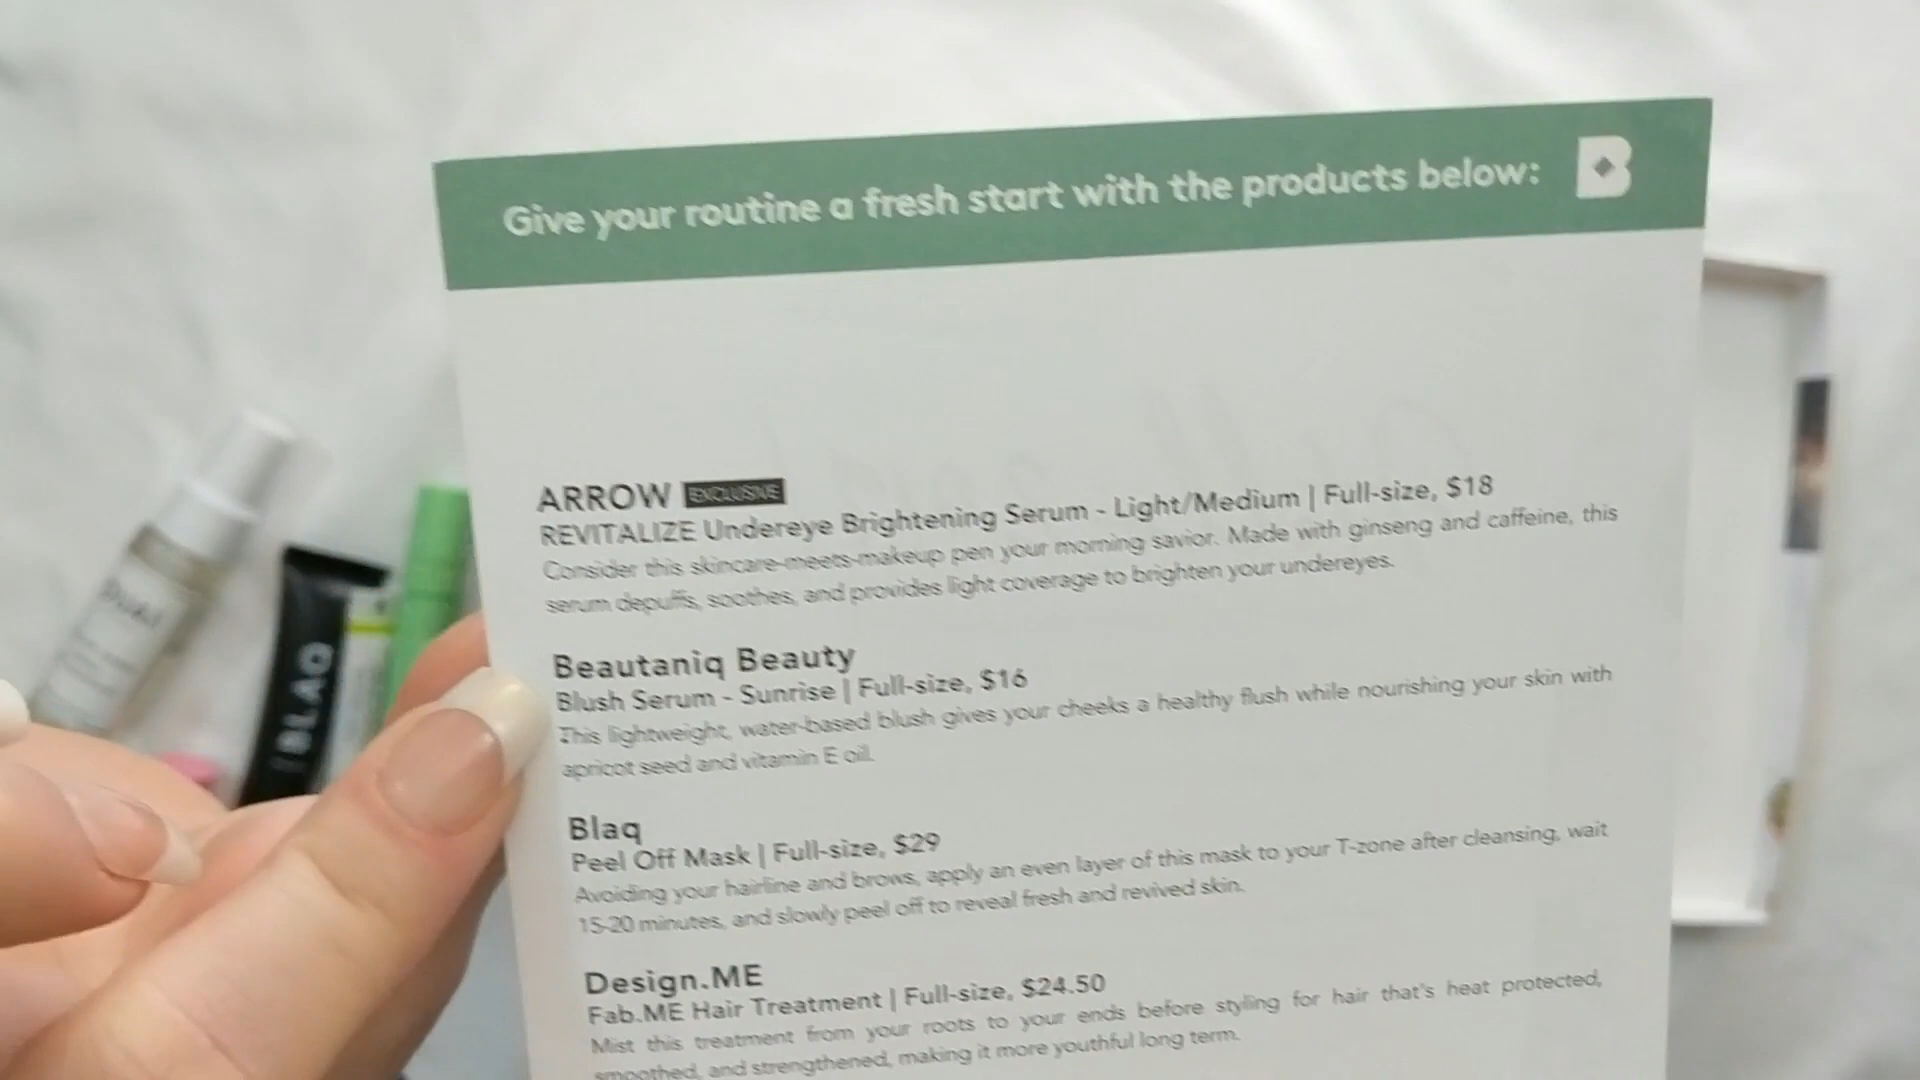 Give your routine a fresh start with the products below:
B
ARROW EXCLUSIVE
REVITALIZE Undereye Brightening Serum - Light/Medium | Full-size, $18
Consider this skincare-meets-makeup pen your morning savior. Made with ginseng and caffeine, this
serum depuffs, soothes, and provides light coverage to brighten your undereyes.
Beautaniq Beauty
Blush Serum - Sunrise | Full-size, $16
This lightweight, water-based blush gives your cheeks a healthy flush while nourishing your skin with
apricot seed and vitamin E oil.
Blaq
Peel Off Mask | Full-size, $29
Avoiding your hairline and brows, apply an even layer of this mask to your T-zone after cleansing, wait
15-20 minutes, and slowly peel off to reveal fresh and revived skin.
Design.ME
Fab.ME Hair Treatment | Full-size, $24.50
Mist this treatment from your roots to your ends before styling for hair that's heat protected,
smoothed, and strengthened, making it more youthful long term.
BLAQ